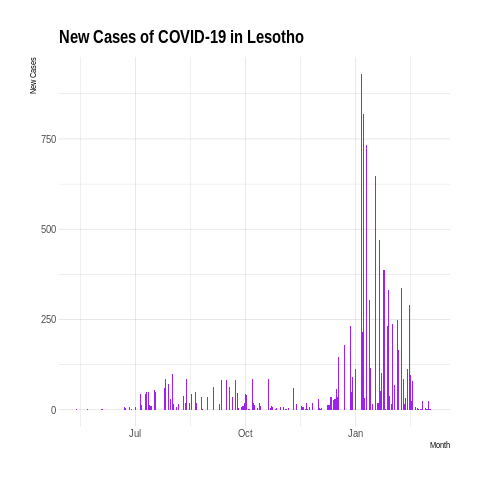 New Cases of COVID-19 in Lesotho
New Cases
750
500
250
0
Jul Oct Jan
Month